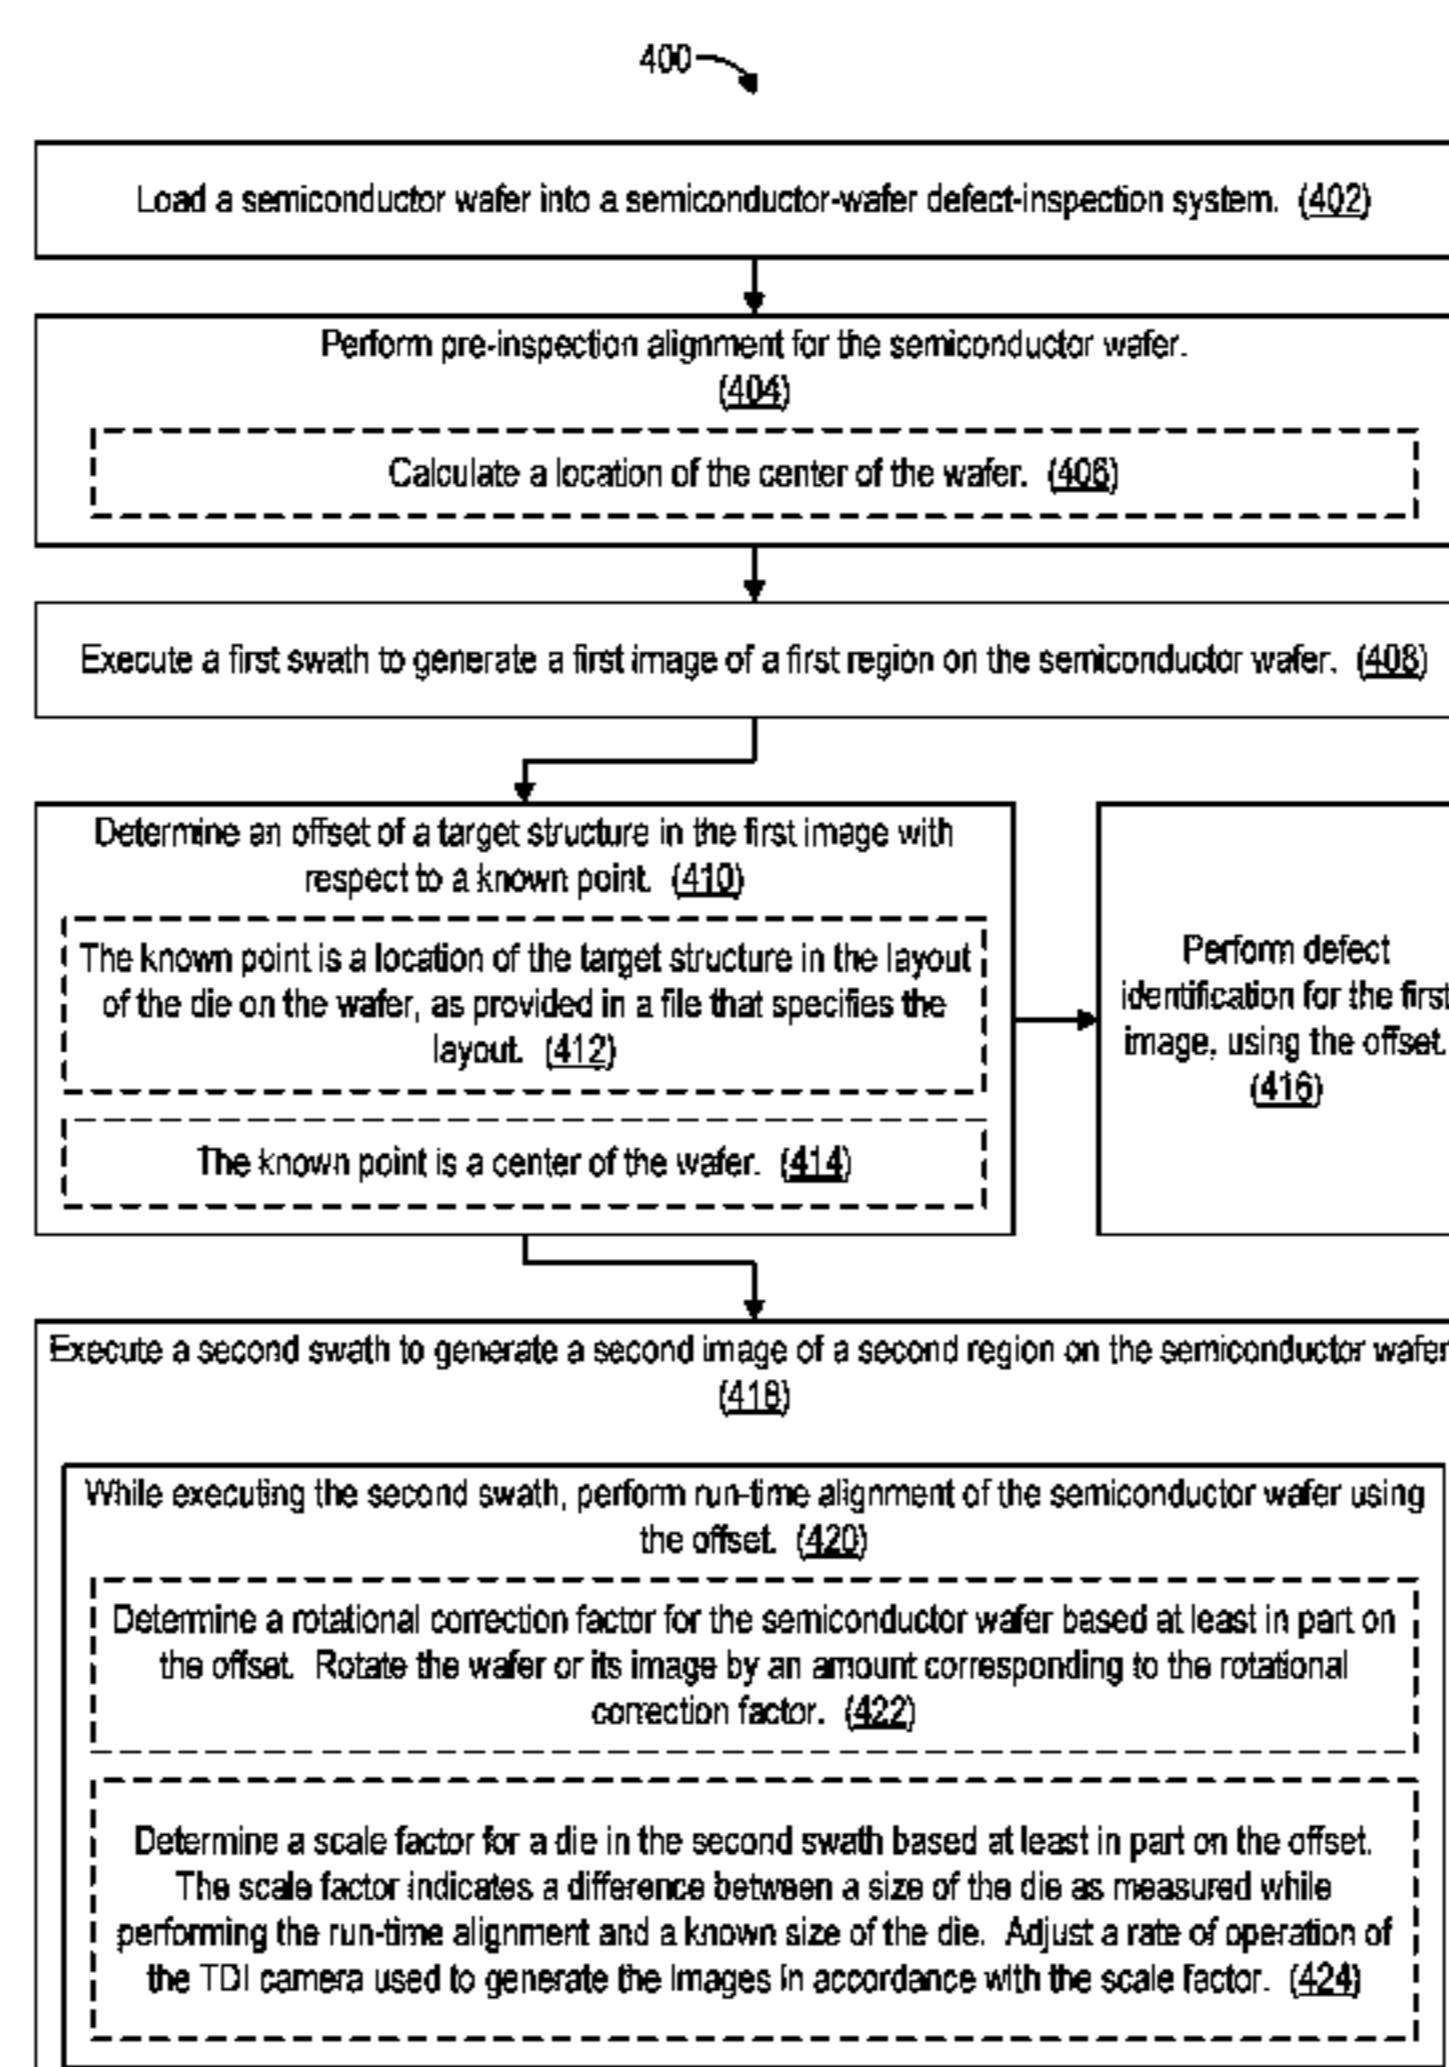 400
Load a semiconductor wafer into a semiconductor-wafer defect-inspection system. (402)
Perform pre-inspection alignment for the semiconductor wafer.
(404)
Calculate a location of the center of the wafer. (406)
Execute a first swath to generate a first image of a first region on the semiconductor wafer. (408)
Determine an offset of a target structure in the first image with
respect to a known point. (410)
The known point is a location of the target structure in the layout
of the die on the wafer, as provided in a file that specifies the
layout. (412)
The known point is a center of the wafer. (414)
Perform defect
identification for the first
image, using the offset.
(416)
Execute a second swath to generate a second image of a second region on the semiconductor wafer
(418)
While executing the second swath, perform run-time alignment of the semiconductor wafer using
the offset. (420)
Determine a rotational correction factor for the semiconductor wafer based at least in part on
the offset. Rotate the wafer or its image by an amount corresponding to the rotational
correction factor. (422)
Determine a scale factor for a die in the second swath based at least in part on the offset.
The scale factor indicates a difference between a size of the die as measured while
performing the run-time alignment and a known size of the die. Adjust a rate of operation of
the TDI camera used to generate the images in accordance with the scale factor. (424)